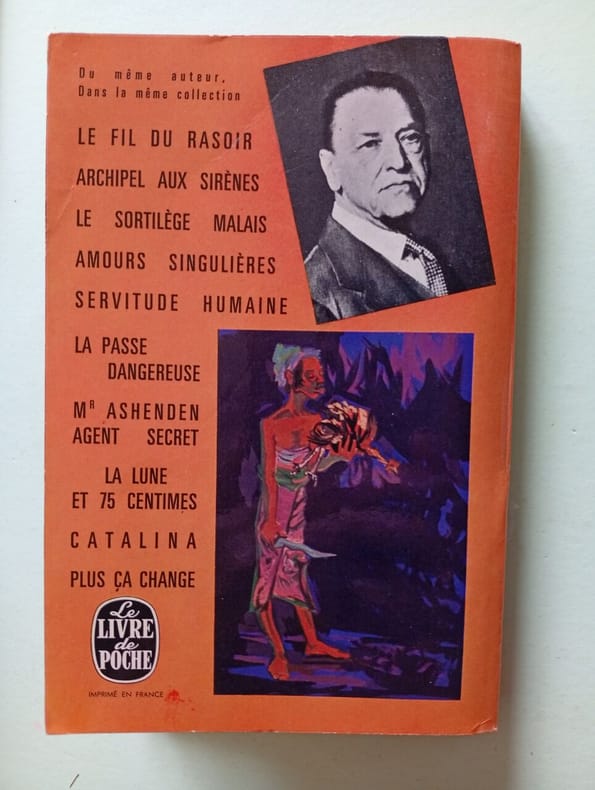 Du même auteur,
Dans la même collection
LE FIL DU RASOIR
ARCHIPEL AUX SIRÈNES
LE SORTILÈGE MALAIS
AMOURS SINGULIÈRES
SERVITUDE HUMAINE
LA PASSE
DANGEREUSE
Mᴿ ASHENDEN
AGENT SECRET
LA LUNE
ET 75 CENTIMES
CATALINA
PLUS ÇA CHANGE
Le
LIVRE
de
POCHE
IMPRIMÉ EN FRANCE